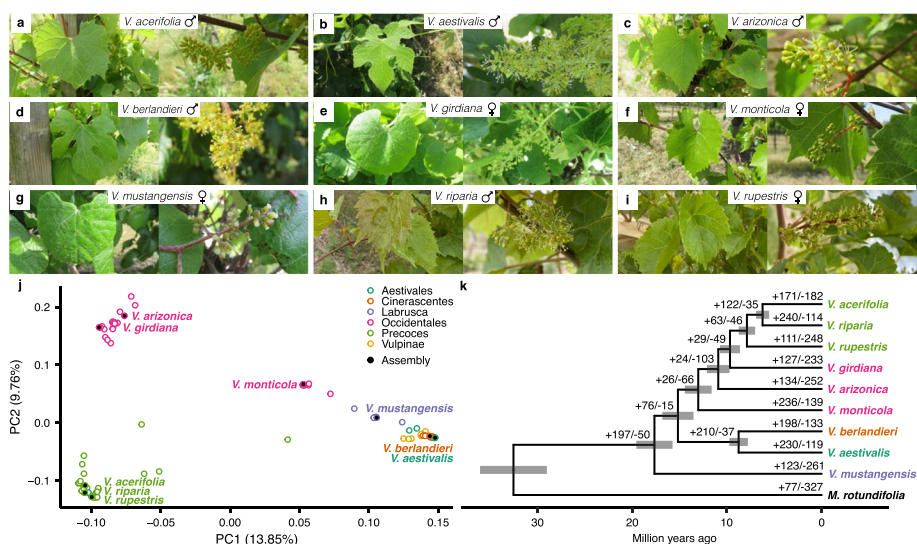 a V. acerifolia ♂
b V. aestivalis ♂
c V. arizonica ♂
d V. berlandieri ♂
e V. girdiana ♀
f V. monticola ♀
g V. mustangensis ♀
h V. riparia ♂
i V. rupestris ♀
j
PC2 (9.76%)
0.2
0.1
0.0
−0.1
V. arizonica
V. girdiana
V. monticola
V. mustangensis
V. berlandieri
V. aestivalis
V. acerifolia
V. riparia
V. rupestris
Aestivales
Cinerascentes
Labrusca
Occidentales
Precoces
Vulpinae
Assembly
−0.10
−0.05
0.00
0.05
0.10
0.15
PC1 (13.85%)
k
+171/-182
V. acerifolia
+122/-35
+240/-114
V. riparia
+63/-46
+111/-248
V. rupestris
+29/-49
+127/-233
V. girdiana
+24/-103
+134/-252
V. arizonica
+26/-66
+236/-139
V. monticola
+76/-15
+198/-133
V. berlandieri
+210/-37
+230/-119
V. aestivalis
+197/-50
+123/-261
V. mustangensis
+77/-327
M. rotundifolia
30
20
10
0
Million years ago